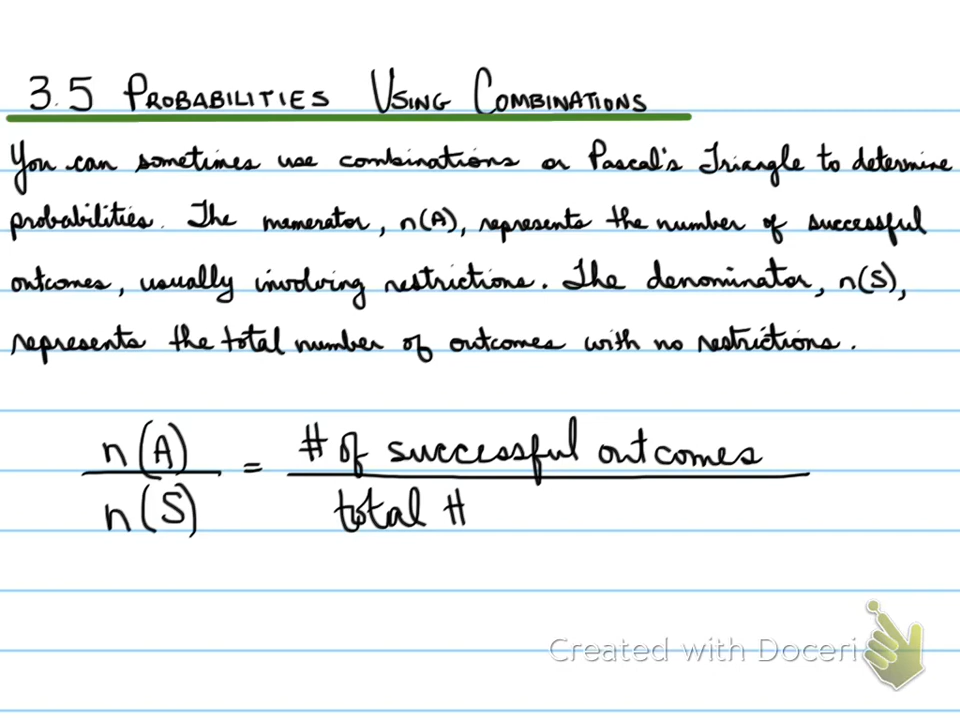 3.5 PROBABILITIES USING COMBINATIONS
You can sometimes use combinations or Pascal's Triangle to determine
probabilities. The numerator, n(A), represents the number of successful
outcomes, usually involving restrictions. The denominator, n(S),
represents the total number of outcomes with no restrictions.
n(A) = # of successful outcomes
n(S) total #
Created with Doceri